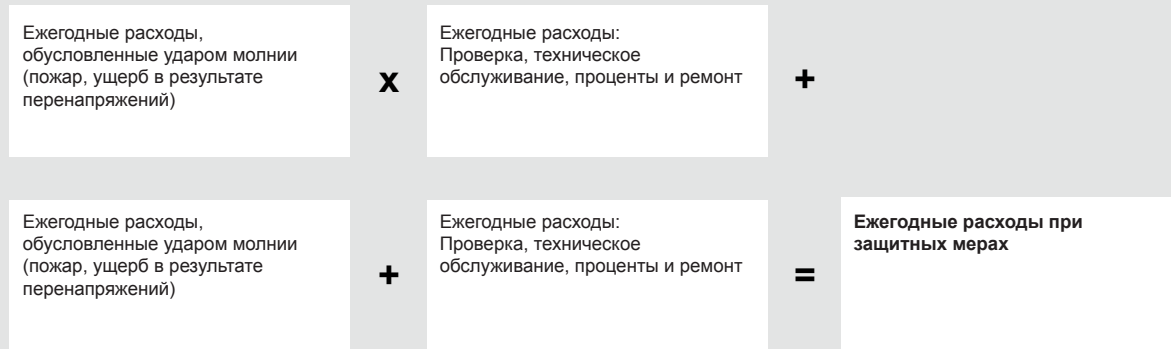 Ежегодные расходы,
обусловленные ударом молнии
(пожар, ущерб в результате
перенапряжений)
x
Ежегодные расходы:
Проверка, техническое
обслуживание, проценты и ремонт
+
Ежегодные расходы,
обусловленные ударом молнии
(пожар, ущерб в результате
перенапряжений)
+
Ежегодные расходы:
Проверка, техническое
обслуживание, проценты и ремонт
=
Ежегодные расходы при
защитных мерах